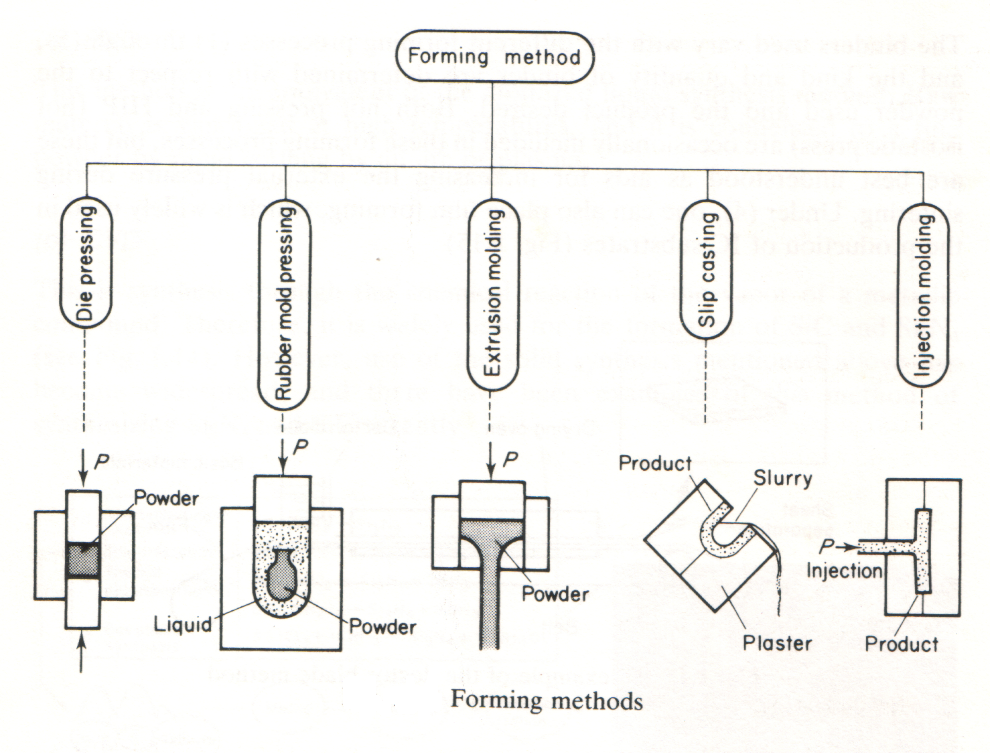 Forming method
Die pressing
Rubber mold pressing
Extrusion molding
Slip casting
Injection molding
P
Powder
P
Liquid
Powder
P
Powder
Product
Slurry
Plaster
P
Injection
Product
Forming methods